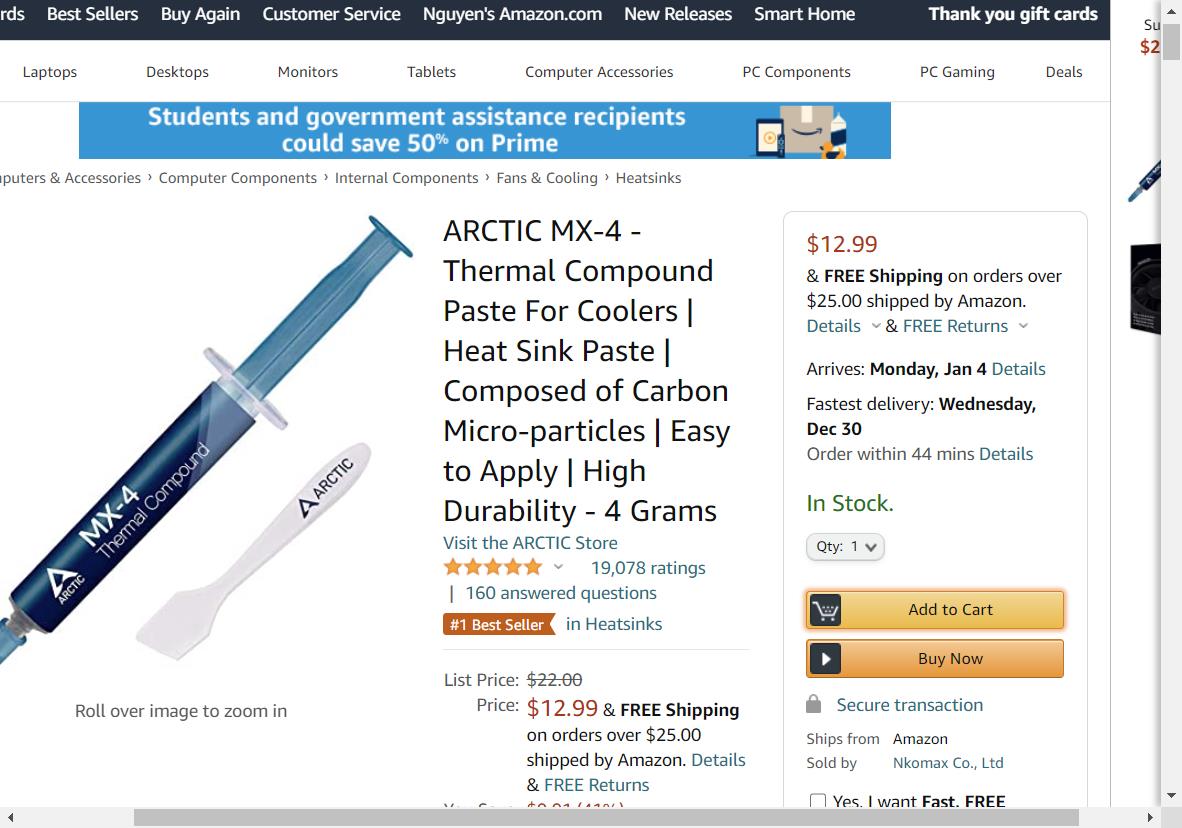 rds Best Sellers Buy Again Customer Service Nguyen's Amazon.com New Releases Smart Home Thank you gift cards
Su
$2
Laptops Desktops Monitors Tablets Computer Accessories PC Components PC Gaming Deals
Students and government assistance recipients
could save 50% on Prime
mputers & Accessories › Computer Components › Internal Components › Fans & Cooling › Heatsinks
MX-4
Thermal Compound
ARCTIC
ARCTIC
Roll over image to zoom in
ARCTIC MX-4 -
Thermal Compound
Paste For Coolers |
Heat Sink Paste |
Composed of Carbon
Micro-particles | Easy
to Apply | High
Durability - 4 Grams
Visit the ARCTIC Store
19,078 ratings
| 160 answered questions
#1 Best Seller in Heatsinks
List Price: $22.00
Price: $12.99 & FREE Shipping
on orders over $25.00
shipped by Amazon. Details
& FREE Returns
You Save: $9.01 (41%)
$12.99
& FREE Shipping on orders over
$25.00 shipped by Amazon.
Details & FREE Returns
Arrives: Monday, Jan 4 Details
Fastest delivery: Wednesday,
Dec 30
Order within 44 mins Details
In Stock.
Qty: 1
Add to Cart
Buy Now
Secure transaction
Ships from Amazon
Sold by Nkomax Co., Ltd
Yes, I want Fast, FREE